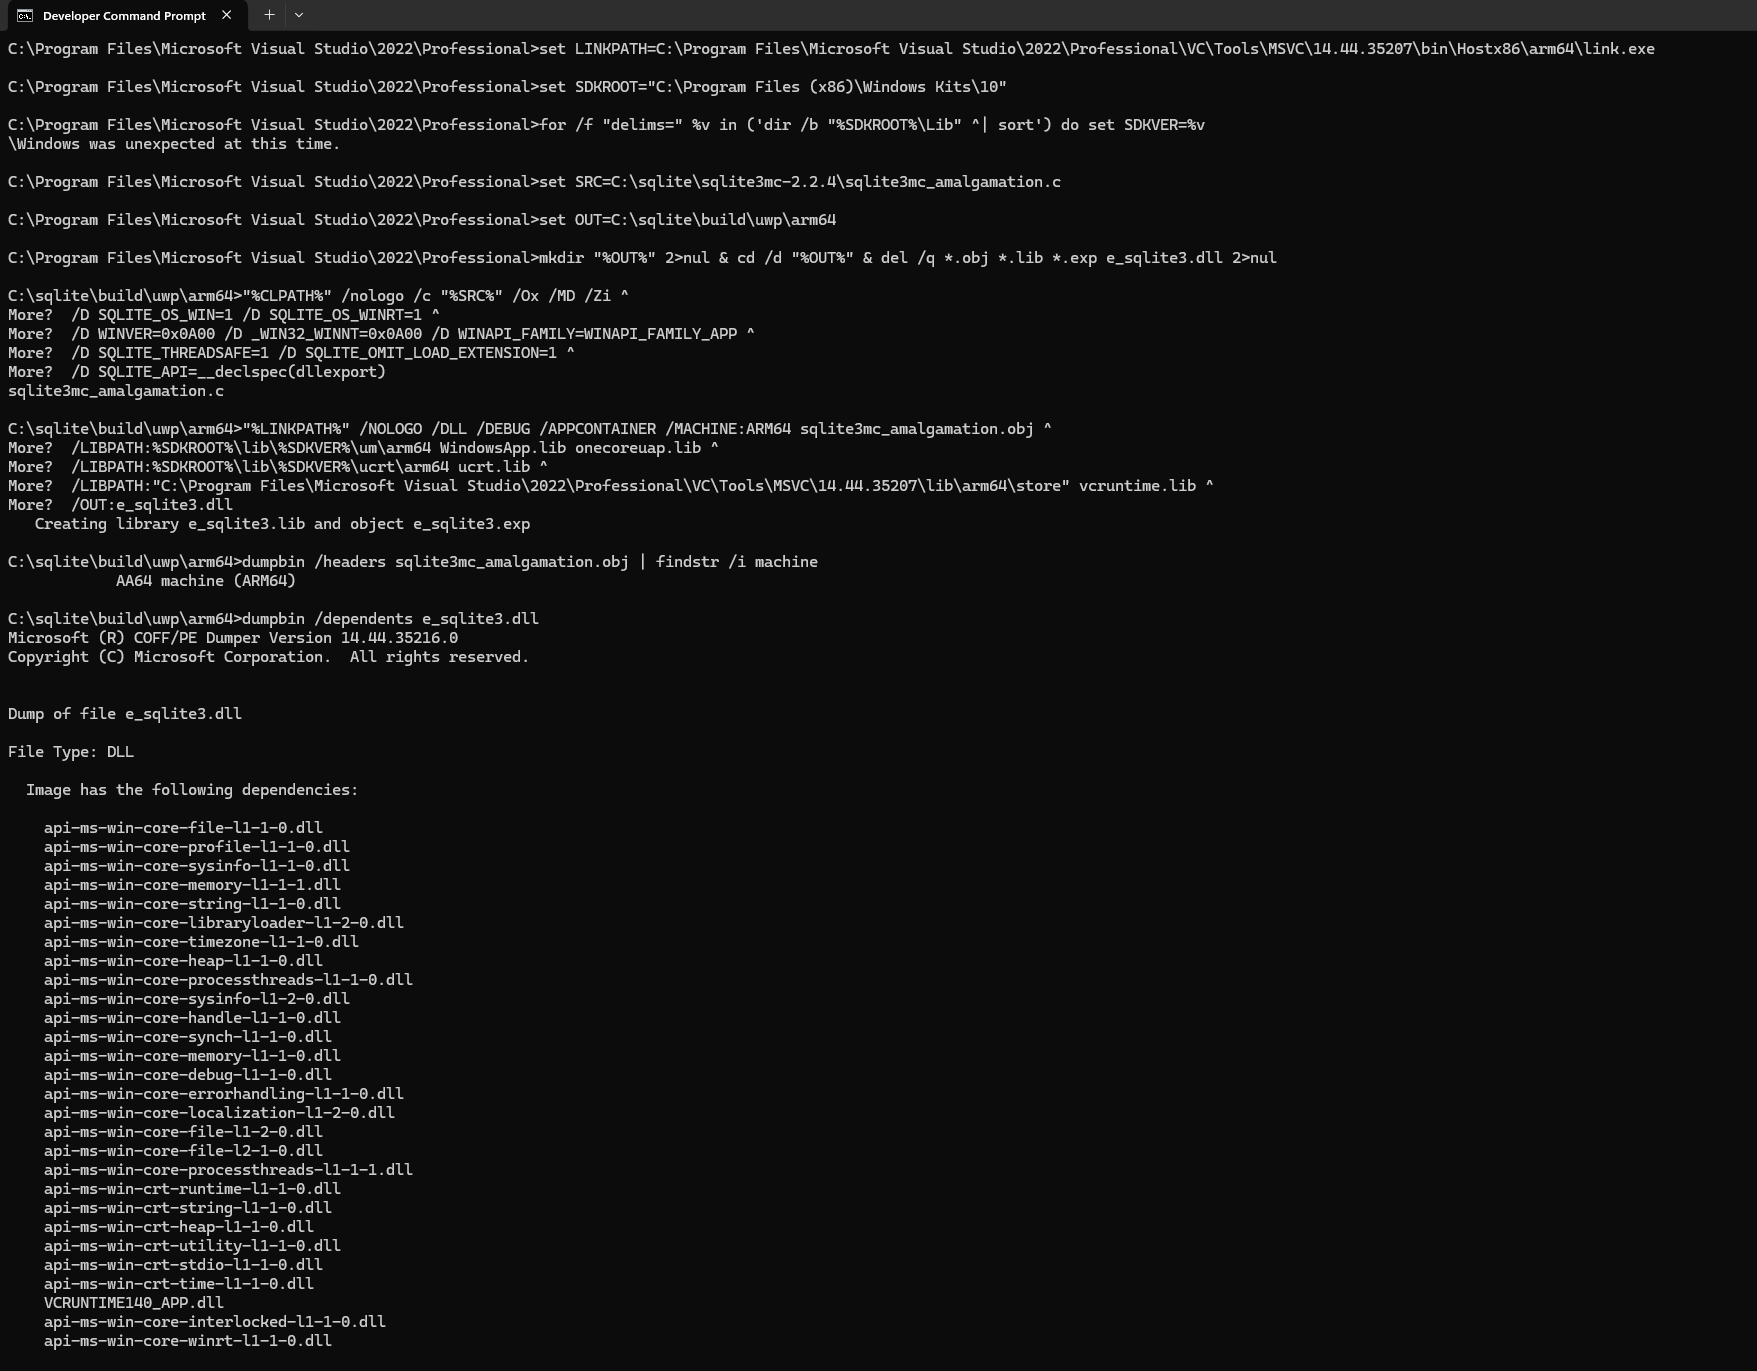 Developer Command Prompt
C:\Program Files\Microsoft Visual Studio\2022\Professional>set LINKPATH=C:\Program Files\Microsoft Visual Studio\2022\Professional\VC\Tools\MSVC\14.44.35207\bin\Hostx86\arm64\link.exe
C:\Program Files\Microsoft Visual Studio\2022\Professional>set SDKROOT="C:\Program Files (x86)\Windows Kits\10"
C:\Program Files\Microsoft Visual Studio\2022\Professional>for /f "delims=" %v in ('dir /b "%SDKROOT%\Lib" ^| sort') do set SDKVER=%v
\Windows was unexpected at this time.
C:\Program Files\Microsoft Visual Studio\2022\Professional>set SRC=C:\sqlite\sqlite3mc-2.2.4\sqlite3mc_amalgamation.c
C:\Program Files\Microsoft Visual Studio\2022\Professional>set OUT=C:\sqlite\build\uwp\arm64
C:\Program Files\Microsoft Visual Studio\2022\Professional>mkdir "%OUT%" 2>nul & cd /d "%OUT%" & del /q *.obj *.lib *.exp e_sqlite3.dll 2>nul
C:\sqlite\build\uwp\arm64>"%CLPATH%" /nologo /c "%SRC%" /Ox /MD /Zi ^
More?  /D SQLITE_OS_WIN=1 /D SQLITE_OS_WINRT=1 ^
More?  /D WINVER=0x0A00 /D _WIN32_WINNT=0x0A00 /D WINAPI_FAMILY=WINAPI_FAMILY_APP ^
More?  /D SQLITE_THREADSAFE=1 /D SQLITE_OMIT_LOAD_EXTENSION=1 ^
More?  /D SQLITE_API=__declspec(dllexport)
sqlite3mc_amalgamation.c
C:\sqlite\build\uwp\arm64>"%LINKPATH%" /NOLOGO /DLL /DEBUG /APPCONTAINER /MACHINE:ARM64 sqlite3mc_amalgamation.obj ^
More?  /LIBPATH:%SDKROOT%\lib\%SDKVER%\um\arm64 WindowsApp.lib onecoreuap.lib ^
More?  /LIBPATH:%SDKROOT%\lib\%SDKVER%\ucrt\arm64 ucrt.lib ^
More?  /LIBPATH:"C:\Program Files\Microsoft Visual Studio\2022\Professional\VC\Tools\MSVC\14.44.35207\lib\arm64\store" vcruntime.lib ^
More?  /OUT:e_sqlite3.dll
Creating library e_sqlite3.lib and object e_sqlite3.exp
C:\sqlite\build\uwp\arm64>dumpbin /headers sqlite3mc_amalgamation.obj | findstr /i machine
AA64 machine (ARM64)
C:\sqlite\build\uwp\arm64>dumpbin /dependents e_sqlite3.dll
Microsoft (R) COFF/PE Dumper Version 14.44.35216.0
Copyright (C) Microsoft Corporation.  All rights reserved.
Dump of file e_sqlite3.dll
File Type: DLL
Image has the following dependencies:
api-ms-win-core-file-l1-1-0.dll
api-ms-win-core-profile-l1-1-0.dll
api-ms-win-core-sysinfo-l1-1-0.dll
api-ms-win-core-memory-l1-1-1.dll
api-ms-win-core-string-l1-1-0.dll
api-ms-win-core-libraryloader-l1-2-0.dll
api-ms-win-core-timezone-l1-1-0.dll
api-ms-win-core-heap-l1-1-0.dll
api-ms-win-core-processthreads-l1-1-0.dll
api-ms-win-core-sysinfo-l1-2-0.dll
api-ms-win-core-handle-l1-1-0.dll
api-ms-win-core-synch-l1-1-0.dll
api-ms-win-core-memory-l1-1-0.dll
api-ms-win-core-debug-l1-1-0.dll
api-ms-win-core-errorhandling-l1-1-0.dll
api-ms-win-core-localization-l1-2-0.dll
api-ms-win-core-file-l1-2-0.dll
api-ms-win-core-file-l2-1-0.dll
api-ms-win-core-processthreads-l1-1-1.dll
api-ms-win-crt-runtime-l1-1-0.dll
api-ms-win-crt-string-l1-1-0.dll
api-ms-win-crt-heap-l1-1-0.dll
api-ms-win-crt-utility-l1-1-0.dll
api-ms-win-crt-stdio-l1-1-0.dll
api-ms-win-crt-time-l1-1-0.dll
VCRUNTIME140_APP.dll
api-ms-win-core-interlocked-l1-1-0.dll
api-ms-win-core-winrt-l1-1-0.dll